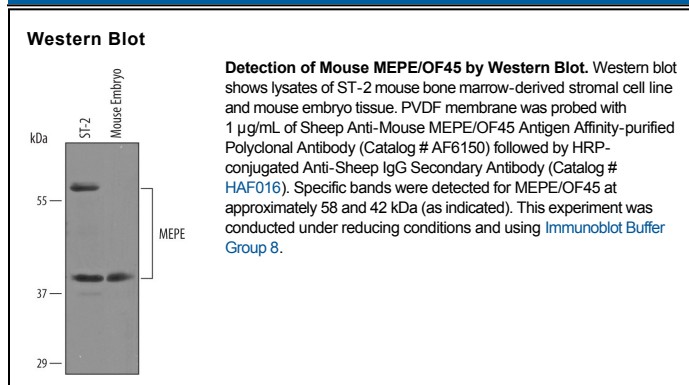 Western Blot
kDa
ST-2
Mouse Embryo
55
37
29
MEPE
Detection of Mouse MEPE/OF45 by Western Blot. Western blot
shows lysates of ST-2 mouse bone marrow-derived stromal cell line
and mouse embryo tissue. PVDF membrane was probed with
1 µg/mL of Sheep Anti-Mouse MEPE/OF45 Antigen Affinity-purified
Polyclonal Antibody (Catalog # AF6150) followed by HRP-
conjugated Anti-Sheep IgG Secondary Antibody (Catalog #
HAF016). Specific bands were detected for MEPE/OF45 at
approximately 58 and 42 kDa (as indicated). This experiment was
conducted under reducing conditions and using Immunoblot Buffer
Group 8.